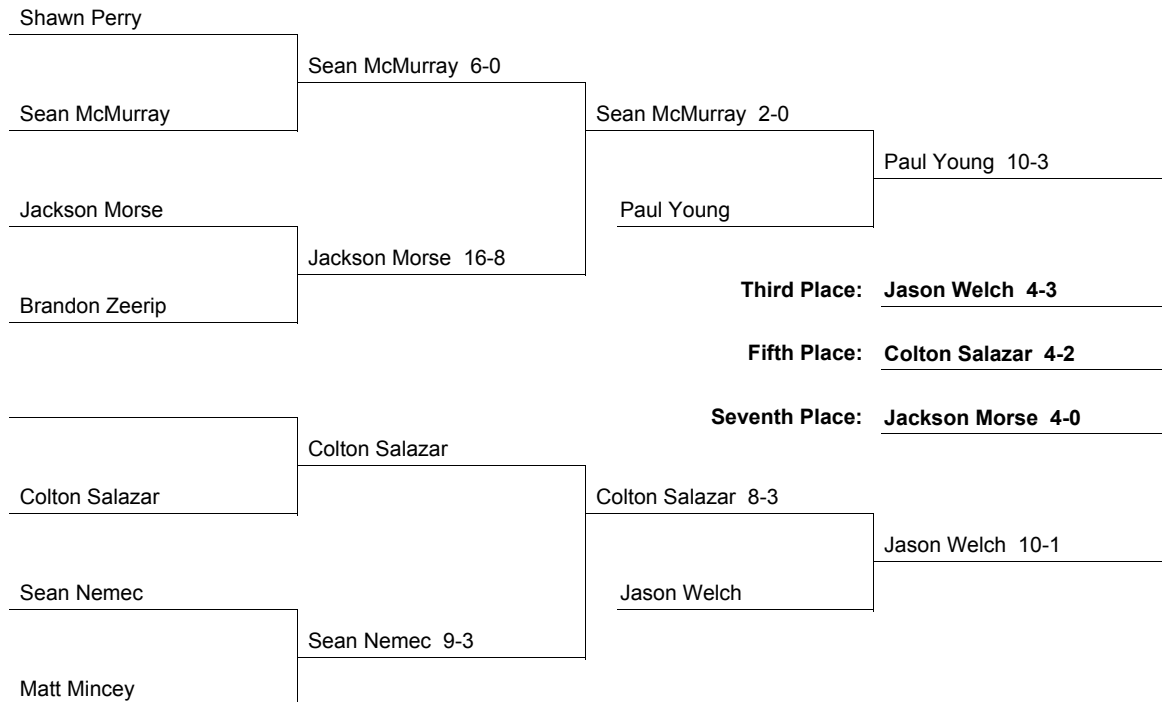 Shawn Perry
Sean McMurray 6-0
Sean McMurray
Sean McMurray 2-0
Paul Young 10-3
Jackson Morse
Paul Young
Jackson Morse 16-8
Third Place: Jason Welch 4-3
Brandon Zeerip
Fifth Place: Colton Salazar 4-2
Seventh Place: Jackson Morse 4-0
Colton Salazar
Colton Salazar
Colton Salazar 8-3
Jason Welch 10-1
Sean Nemec
Jason Welch
Sean Nemec 9-3
Matt Mincey